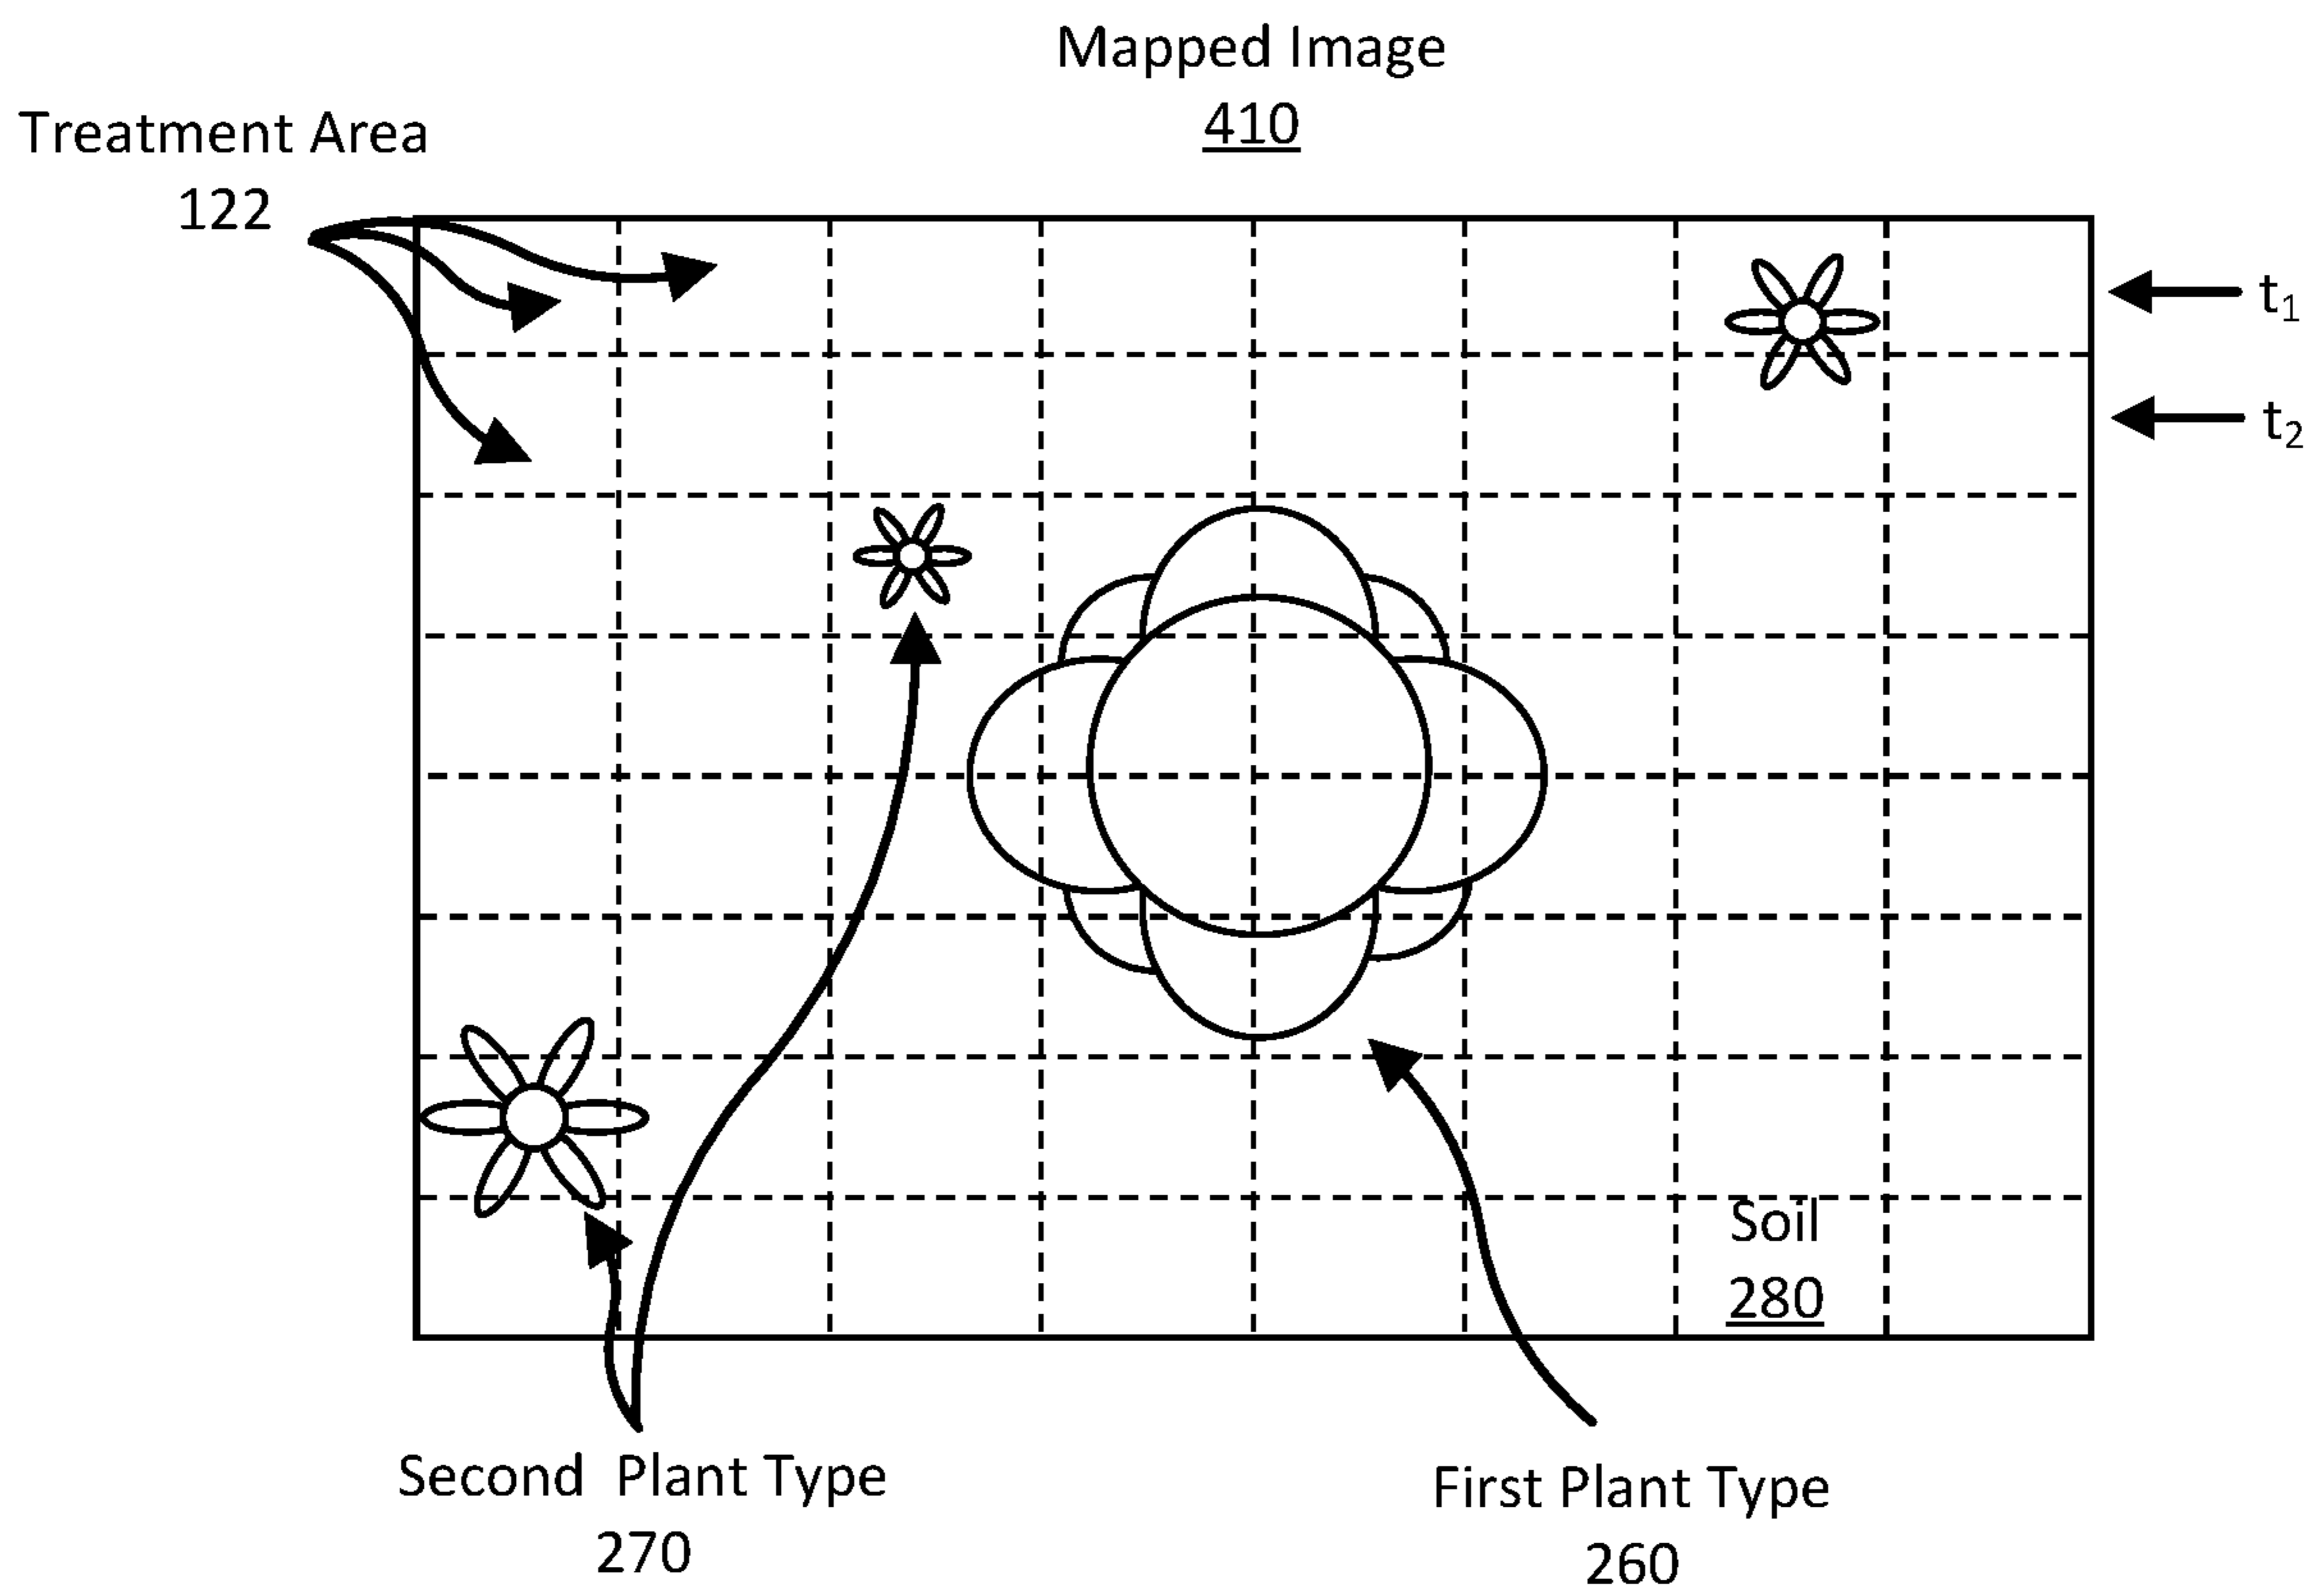 Mapped Image
410
Treatment Area
122
t₁
t₂
Soil
280
Second Plant Type
270
First Plant Type
260